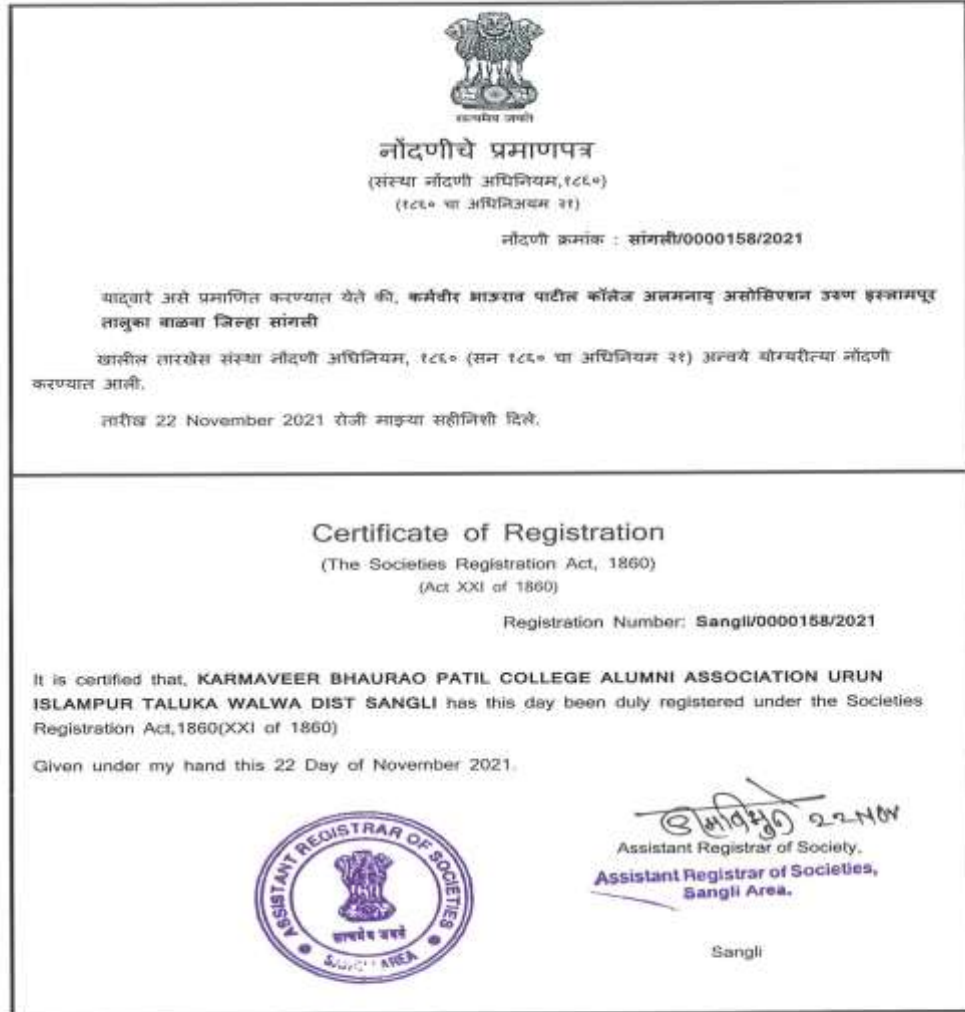 सत्यमेव जयते
नोंदणीचे प्रमाणपत्र
(संस्था नोंदणी अधिनियम,१८६०)
(१८६० चा अधिनिअयम २१)
नोंदणी क्रमांक : सांगली/0000158/2021
याद्वारे असे प्रमाणित करण्यात येते की, कर्मवीर भाऊराव पाटील कॉलेज अलमनाय् असोसिएशन उरुण इस्लामपूर
तालुका वाळवा जिल्हा सांगली
खालील तारखेस संस्था नोंदणी अधिनियम, १८६० (सन १८६० चा अधिनियम २१) अन्वये योग्यरीत्या नोंदणी
करण्यात आली.
तारीख 22 November 2021 रोजी माझ्या सहीनिशी दिले.
Certificate of Registration
(The Societies Registration Act, 1860)
(Act XXI of 1860)
Registration Number: Sangli/0000158/2021
It is certified that, KARMAVEER BHAURAO PATIL COLLEGE ALUMNI ASSOCIATION URUN
ISLAMPUR TALUKA WALWA DIST SANGLI has this day been duly registered under the Societies
Registration Act,1860(XXI of 1860)
Given under my hand this 22 Day of November 2021.
22 NOV
Assistant Registrar of Society,
Assistant Registrar of Societies,
Sangli Area.
Sangli
ASSISTANT REGISTRAR OF SOCIETIES
सत्यमेव जयते
AREA